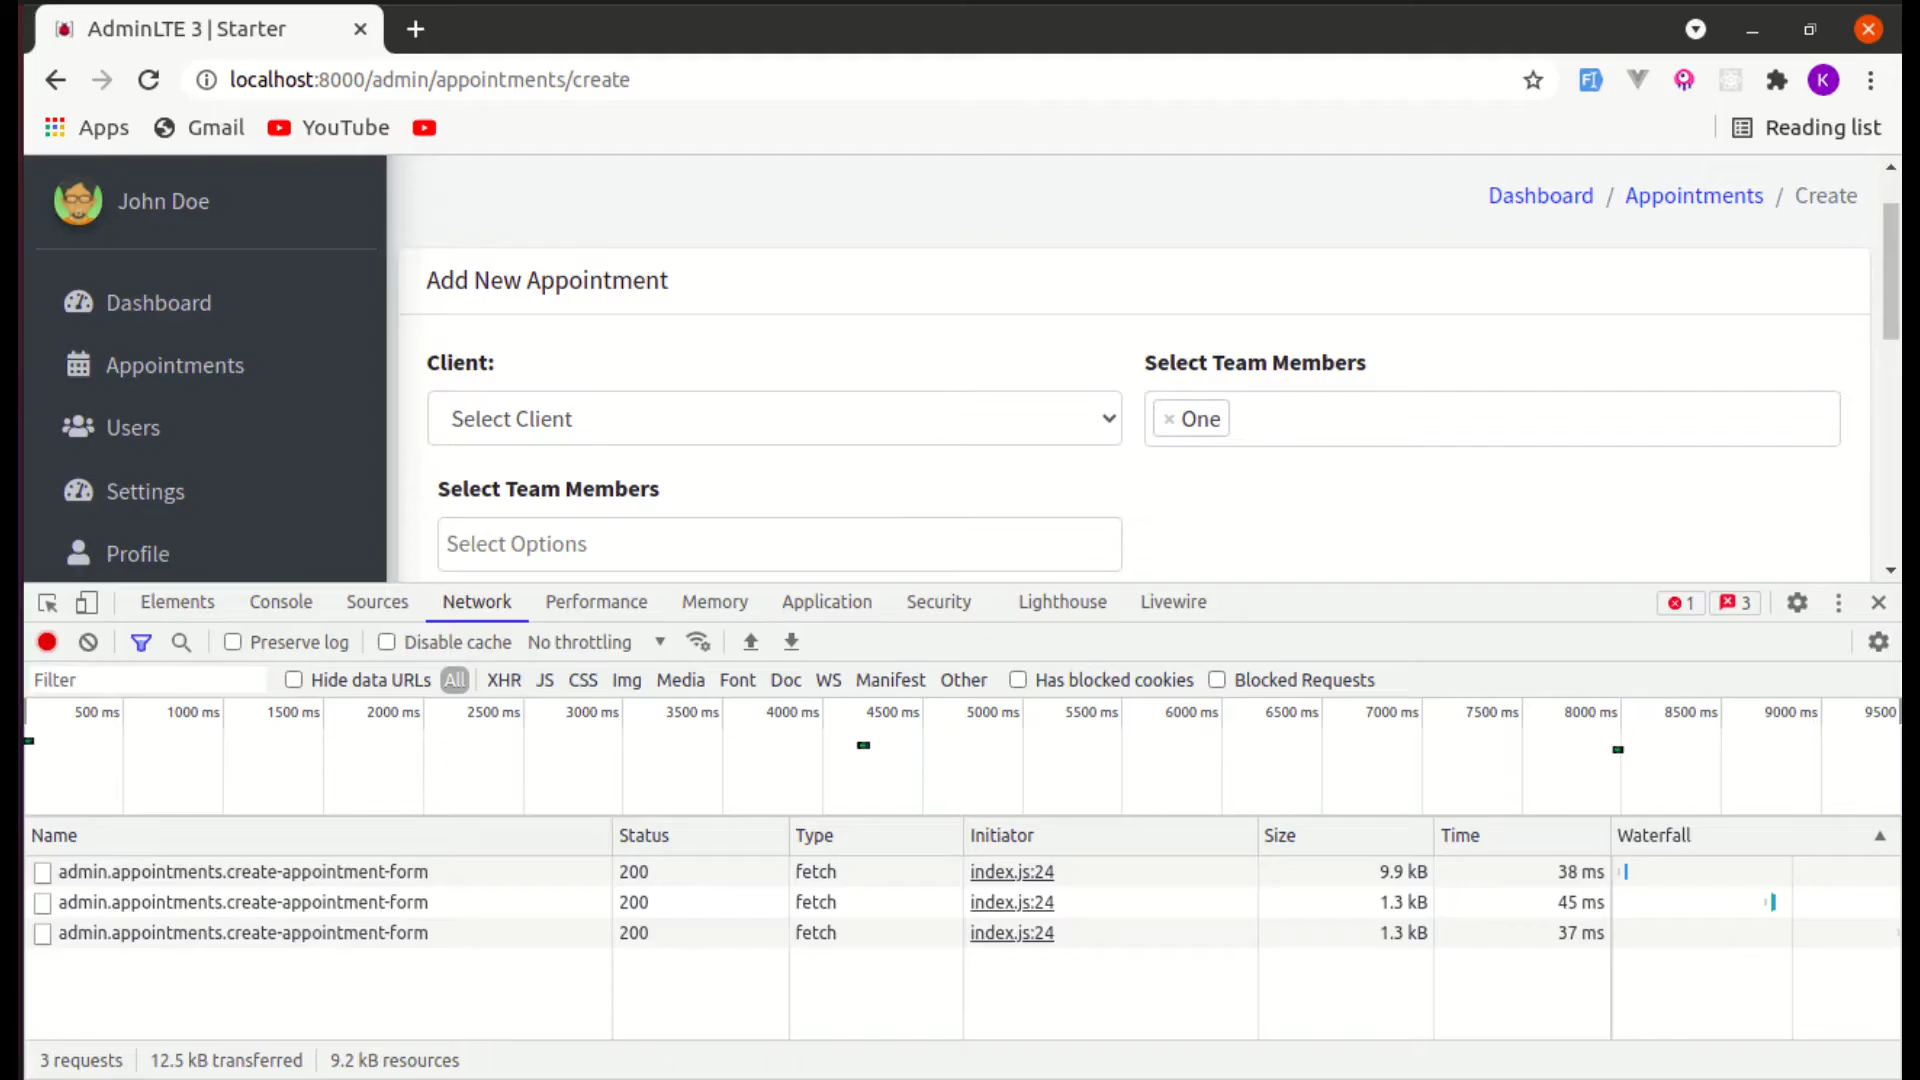 AdminLTE 3 | Starter
localhost:8000/admin/appointments/create
K
Apps Gmail YouTube Reading list
John Doe
Dashboard / Appointments / Create
Add New Appointment
Dashboard
Appointments
Users
Settings
Profile
Client: Select Team Members
Select Client × One
Select Team Members
Select Options
Elements Console Sources Network Performance Memory Application Security Lighthouse Livewire 1 3
Preserve log Disable cache No throttling
Filter Hide data URLs All XHR JS CSS Img Media Font Doc WS Manifest Other Has blocked cookies Blocked Requests
500 ms 1000 ms 1500 ms 2000 ms 2500 ms 3000 ms 3500 ms 4000 ms 4500 ms 5000 ms 5500 ms 6000 ms 6500 ms 7000 ms 7500 ms 8000 ms 8500 ms 9000 ms 9500
Name Status Type Initiator Size Time Waterfall
admin.appointments.create-appointment-form 200 fetch index.js:24 9.9 kB 38 ms
admin.appointments.create-appointment-form 200 fetch index.js:24 1.3 kB 45 ms
admin.appointments.create-appointment-form 200 fetch index.js:24 1.3 kB 37 ms
3 requests 12.5 kB transferred 9.2 kB resources